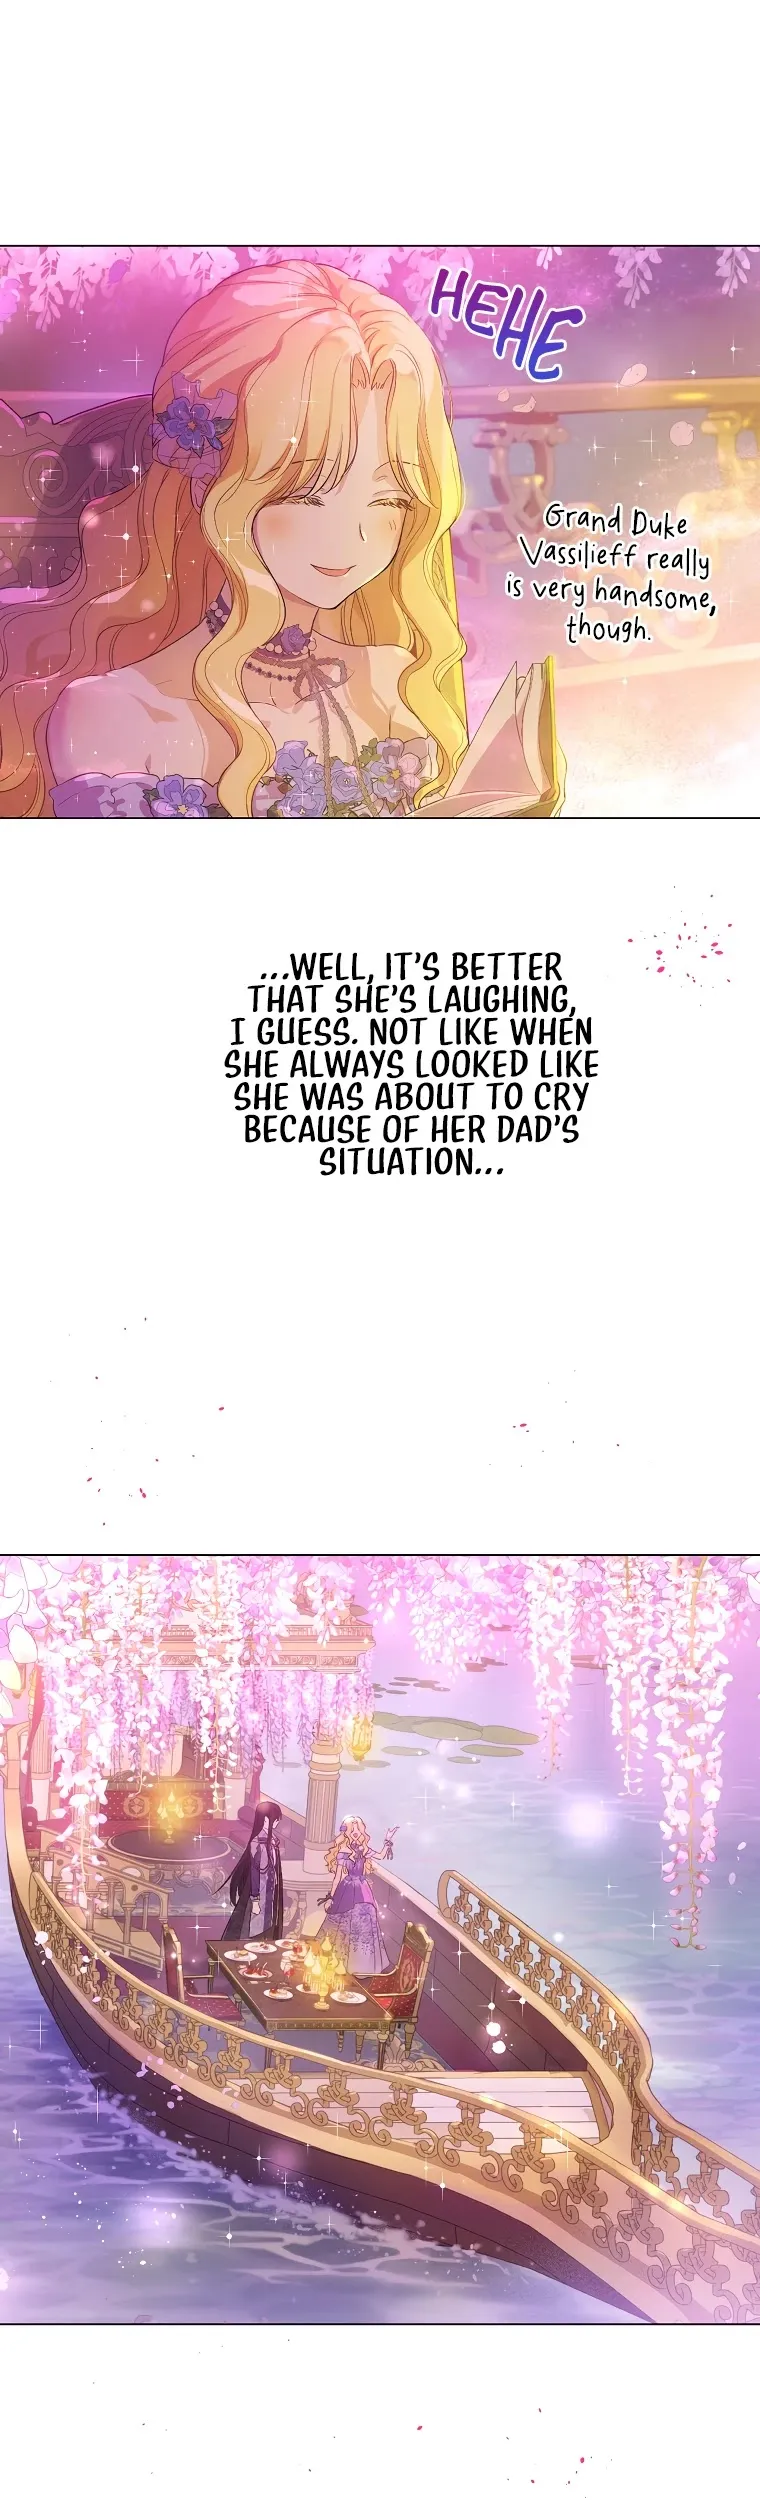 HEHE
Grand Duke
Vassilieff really
is very handsome,
though.
...WELL, IT'S BETTER
THAT SHE'S LAUGHING,
I GUESS. NOT LIKE WHEN
SHE ALWAYS LOOKED LIKE
SHE WAS ABOUT TO CRY
BECAUSE OF HER DAD'S
SITUATION...